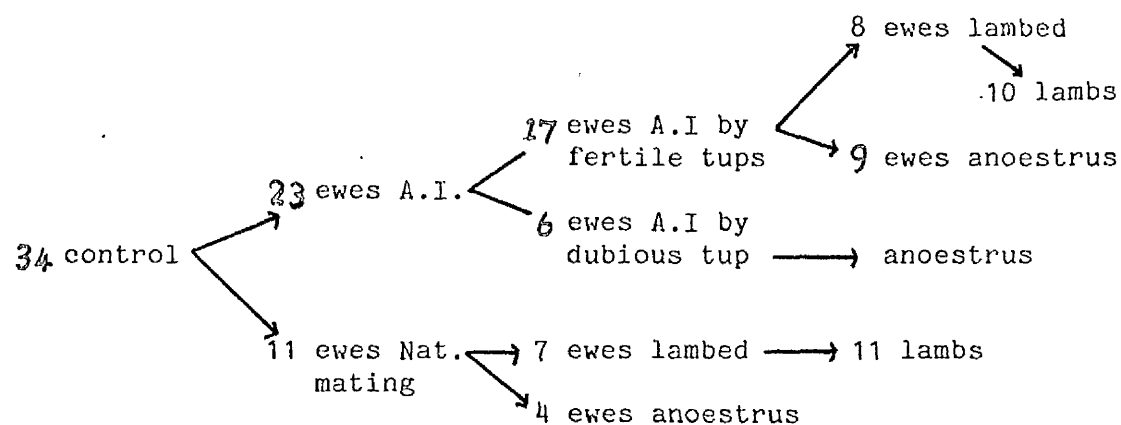 8 ewes lambed
10 lambs
17 ewes A.I by
fertile tups
9 ewes anoestrus
23 ewes A.I.
6 ewes A.I by
dubious tup
anoestrus
34 control
11 ewes Nat.
mating
7 ewes lambed
11 lambs
4 ewes anoestrus